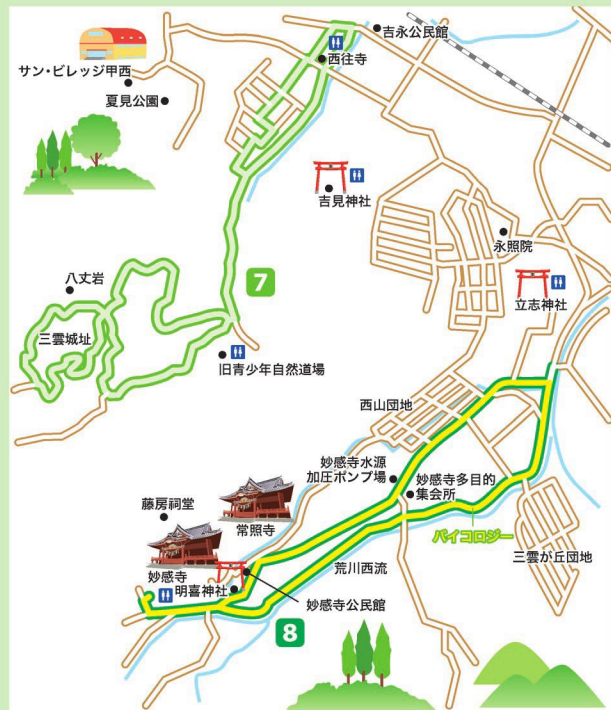 吉永公民館
西往寺
サン・ビレッジ甲西
夏見公園
吉見神社
永照院
7
立志神社
八丈岩
三雲城址
旧青少年自然道場
西山団地
妙感寺水源
加圧ポンプ場
妙感寺多目的
集会所
バイコロジー
三雲が丘団地
藤房祠堂
常照寺
荒川西流
妙感寺
明喜神社
妙感寺公民館
8